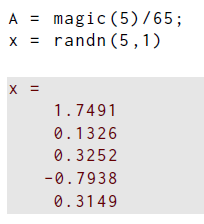 A = magic(5)/65;
x = randn(5,1)
x =
1.7491
0.1326
0.3252
-0.7938
0.3149